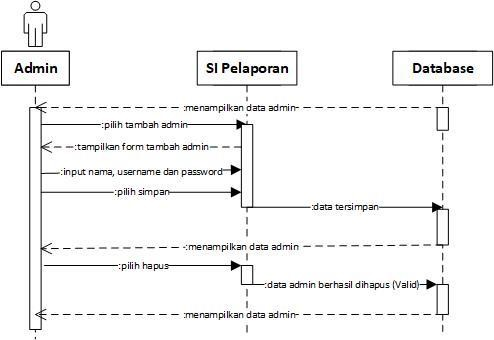 Admin
SI Pelaporan
Database
:menampilkan data admin
:pilih tambah admin
:tampilkan form tambah admin
:input nama, username dan password
:pilih simpan
:data tersimpan
:menampilkan data admin
:pilih hapus
:data admin berhasil dihapus (Valid)
:menampilkan data admin